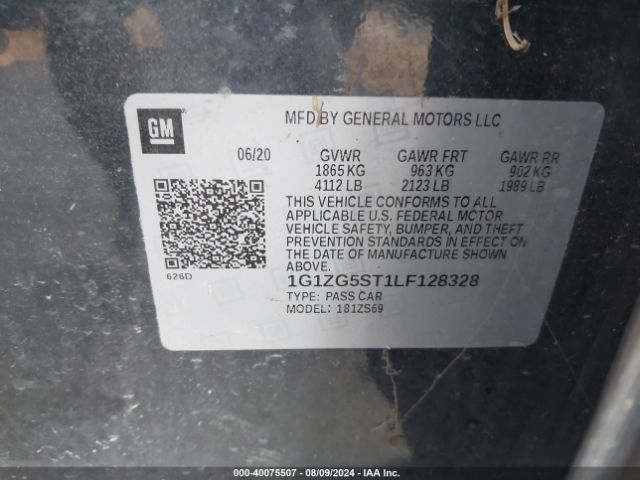 GM
MFD BY GENERAL MOTORS LLC
06/20 GVWR GAWR FRT GAWR RR
1865 KG 963 KG 902 KG
4112 LB 2123 LB 1989 LB
THIS VEHICLE CONFORMS TO ALL
APPLICABLE U.S. FEDERAL MOTOR
VEHICLE SAFETY, BUMPER, AND THEFT
PREVENTION STANDARDS IN EFFECT ON
THE DATE OF MANUFACTURE SHOWN
ABOVE.
626D
1G1ZG5ST1LF128328
TYPE: PASS CAR
MODEL: 181ZS69
000-40075507 - 08/09/2024 - IAA Inc.